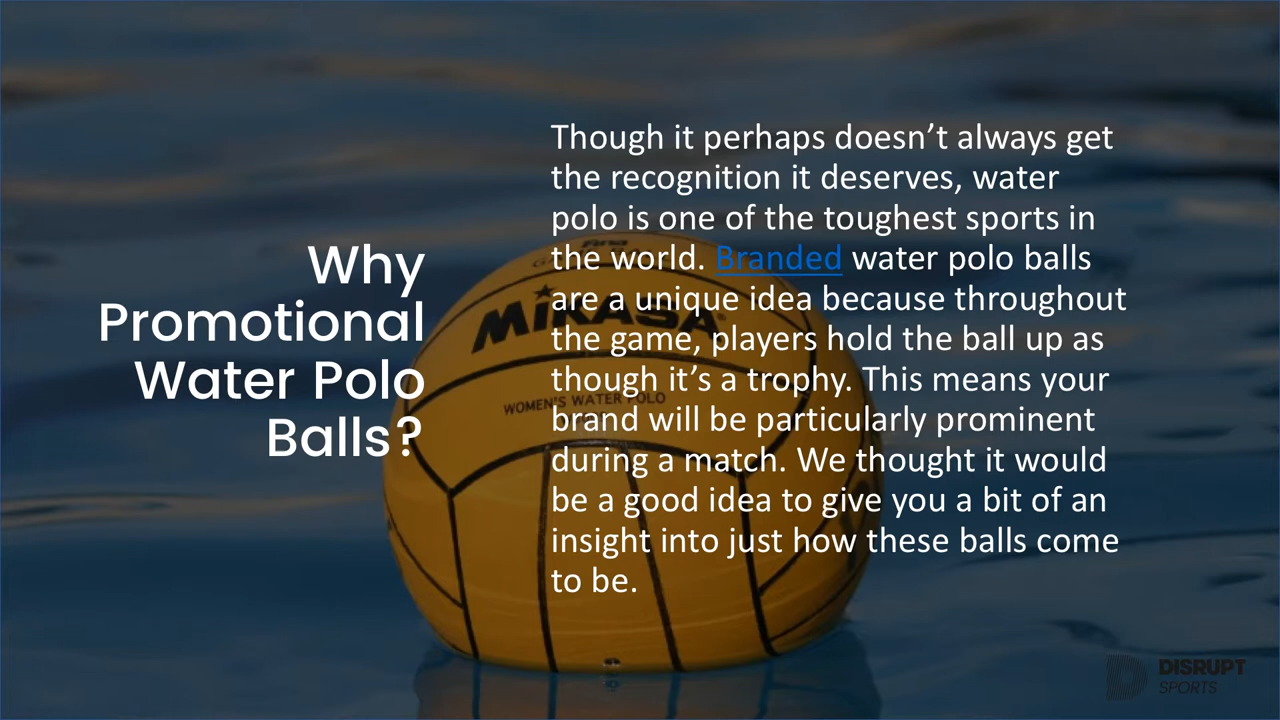 Why
Promotional
Water Polo
Balls?
Though it perhaps doesn’t always get
the recognition it deserves, water
polo is one of the toughest sports in
the world. Branded water polo balls
are a unique idea because throughout
the game, players hold the ball up as
though it’s a trophy. This means your
brand will be particularly prominent
during a match. We thought it would
be a good idea to give you a bit of an
insight into just how these balls come
to be.
MIKASA
WOMEN'S WATER POLO
DISRUPT
SPORTS